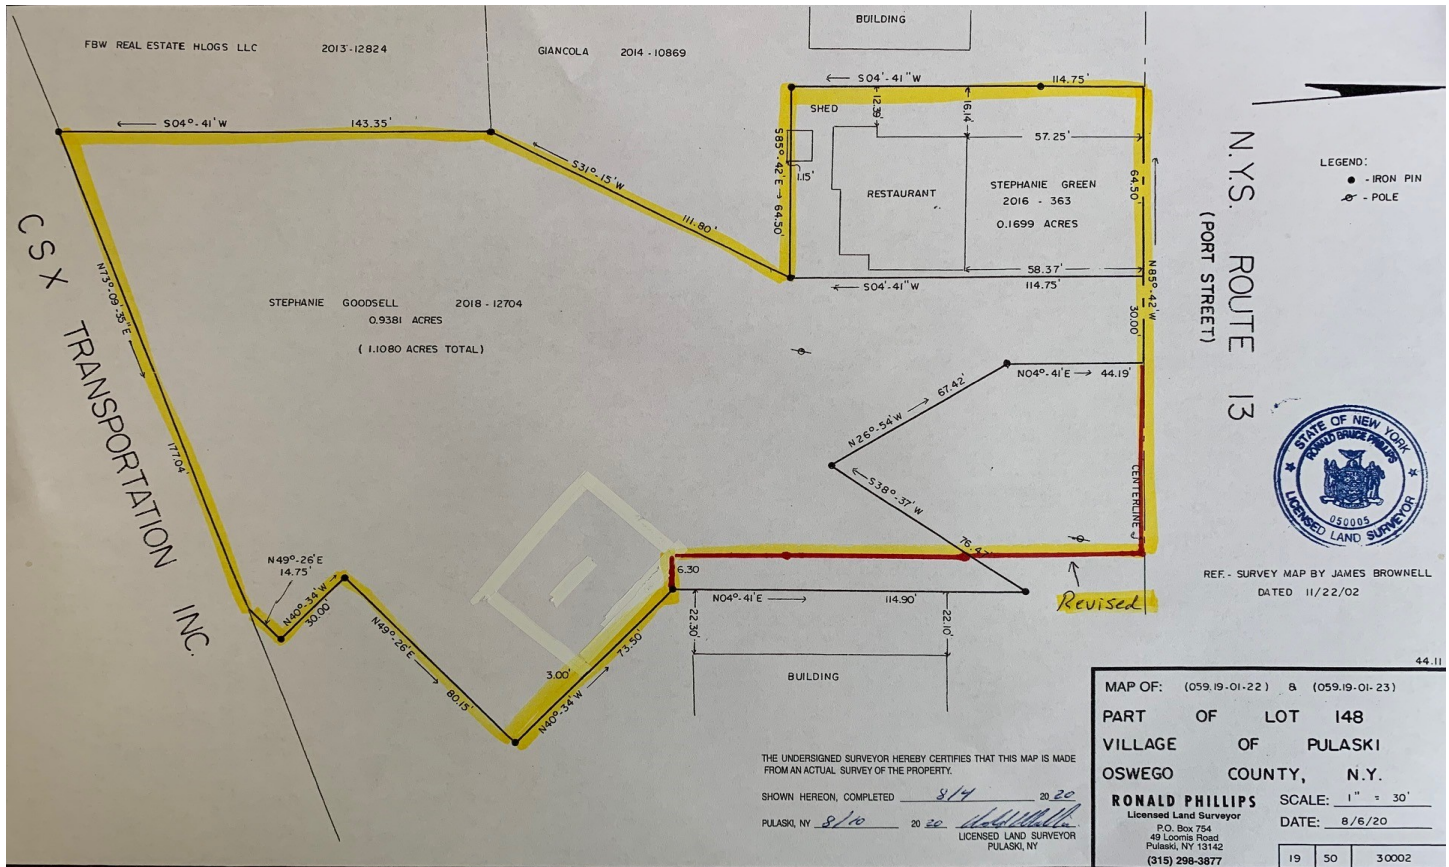 BUILDING
FBW REAL ESTATE HLOGS LLC 2013-12824
GIANCOLA 2014-10869
← S04°-41"W 114.75'
SHED
12.39'
16.14'
← S04°-41'W 143.35'
57.25'
S31°-15'W
111.80'
S85°-42'E → 64.50'
1.15'
RESTAURANT
STEPHANIE GREEN
2016 - 363
0.1699 ACRES
64.50'
58.37'
← S04°-41"W 114.75'
N85°-42'W
30.00'
N.Y.S. ROUTE 13
(PORT STREET)
LEGEND:
- IRON PIN
- POLE
CSX TRANSPORTATION INC.
N73°-09'-35"E
177.04'
STEPHANIE GOODSELL 2018-12704
0.9381 ACRES
( 1.1080 ACRES TOTAL)
N04°-41'E → 44.19'
N26°-54'W → 67.42'
S38°-37'W
CENTERLINE
STATE OF NEW YORK
RONALD BRUCE PHILLIPS
050005
LICENSED LAND SURVEYOR
REF.- SURVEY MAP BY JAMES BROWNELL
DATED 11/22/02
N49°-26'E
14.75'
N40°-34'W
30.00'
N49°-26'E → 80.15'
6.30
N04°-41'E → 114.90'
Revised
22.30'
22.10'
3.00'
N40°-34'W → 73.50'
BUILDING
44.11
MAP OF: (059.19-01-22) & (059.19-01-23)
PART OF LOT 148
VILLAGE OF PULASKI
OSWEGO COUNTY, N.Y.
RONALD PHILLIPS
Licensed Land Surveyor
P.O. Box 754
49 Loomis Road
Pulaski, NY 13142
(315) 298-3877
SCALE: 1" = 30'
DATE: 8/6/20
19 50 30002
THE UNDERSIGNED SURVEYOR HEREBY CERTIFIES THAT THIS MAP IS MADE
FROM AN ACTUAL SURVEY OF THE PROPERTY.
SHOWN HEREON, COMPLETED 8/4 20 20
PULASKI, NY 8/10 20 20
LICENSED LAND SURVEYOR
PULASKI, NY